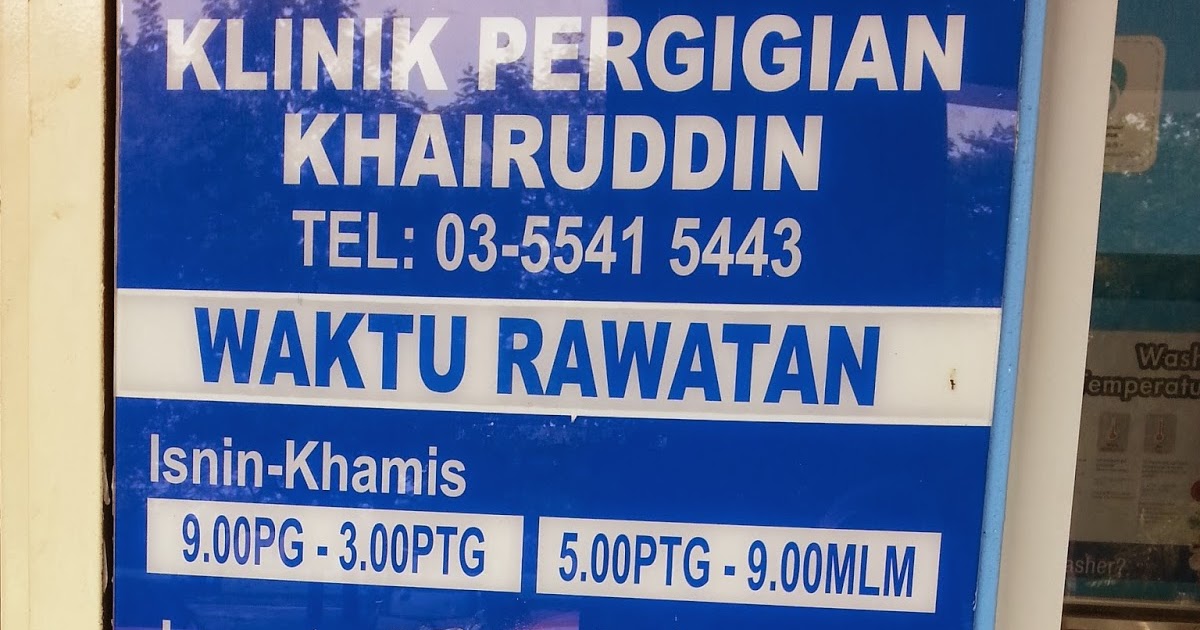 KLINIK PERGIGIAN
KHAIRUDDIN
TEL: 03-5541 5443
WAKTU RAWATAN
Isnin-Khamis
9.00PG - 3.00PTG
5.00PTG - 9.00MLM